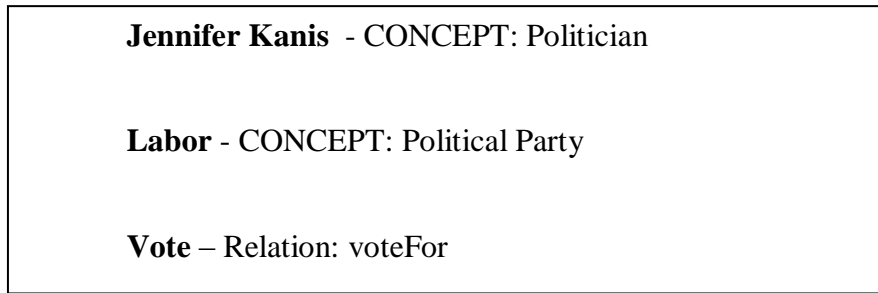 Jennifer Kanis - CONCEPT: Politician
Labor - CONCEPT: Political Party
Vote – Relation: voteFor